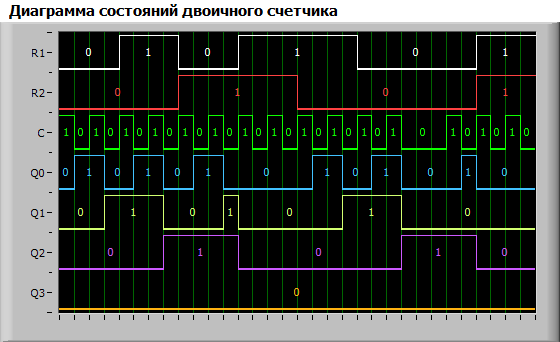 Диаграмма состояний двоичного счетчика
R1 0 1 0 1 0 1
R2 0 1 0 1
C 1 0 1 0 1 0 1 0 1 0 1 0 1 0 1 0 1 0 1 0 1 0 1 0 1 0 1 0 1 0
Q0 0 1 0 1 0 1 0 1 0 1 0 1 0
Q1 0 1 0 1 0 1 0
Q2 0 1 0 1 0
Q3 0